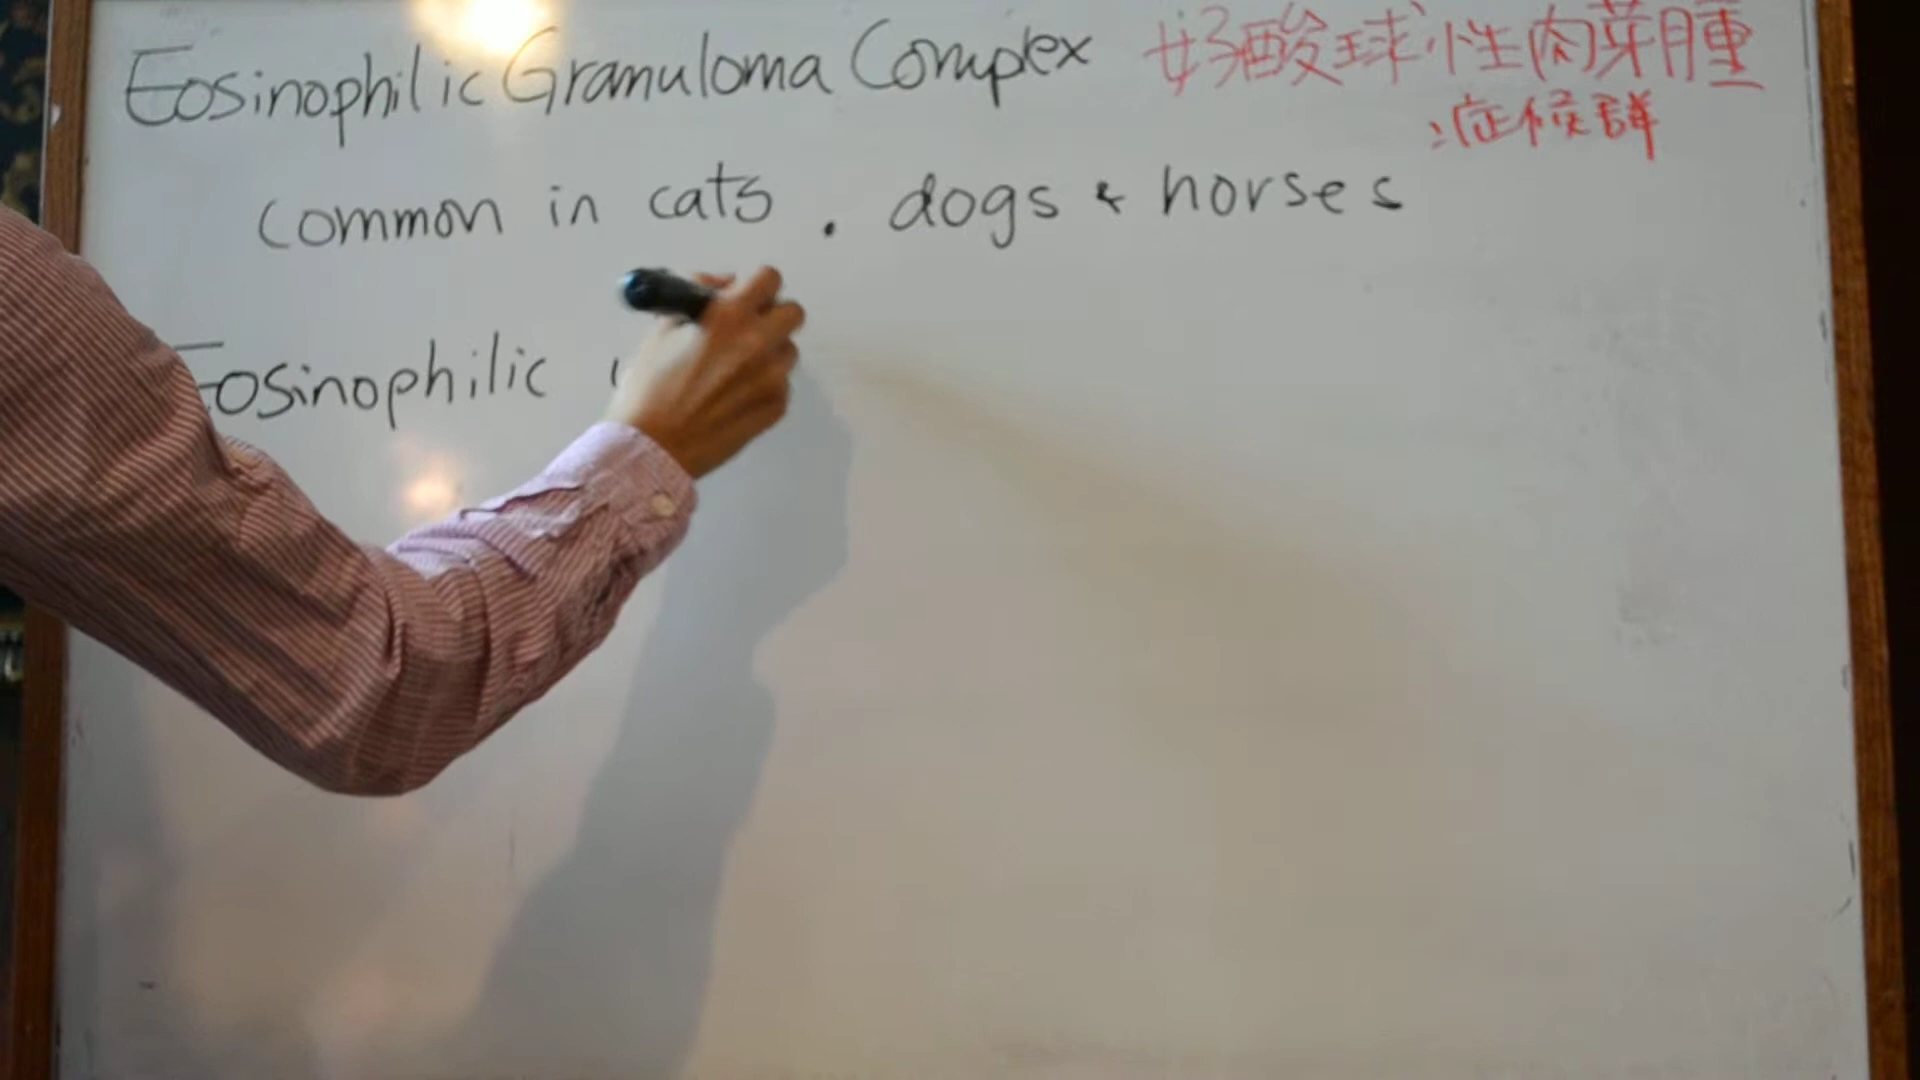 Eosinophilic Granuloma Complex 好酸球性肉芽腫
症候群
common in cats . dogs & horses
Eosinophilic